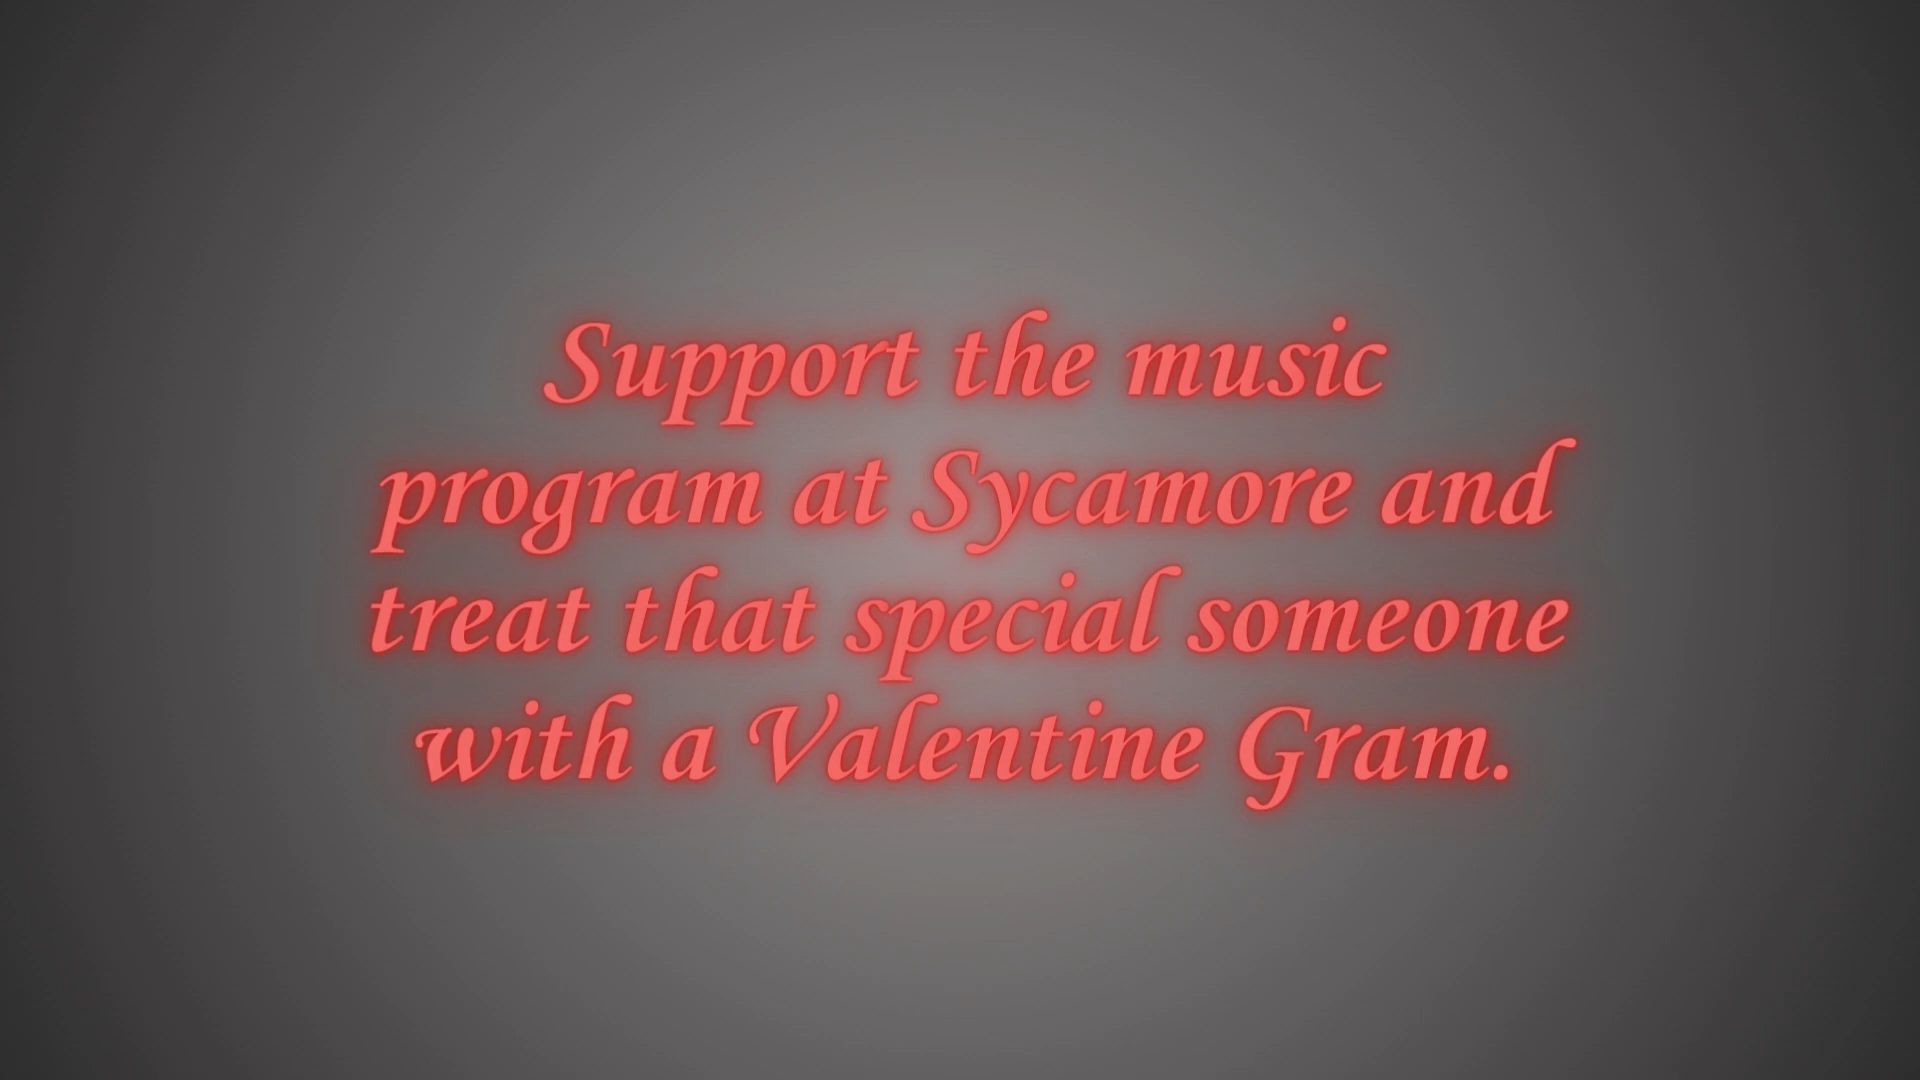 Support the music
program at Sycamore and
treat that special someone
with a Valentine Gram.